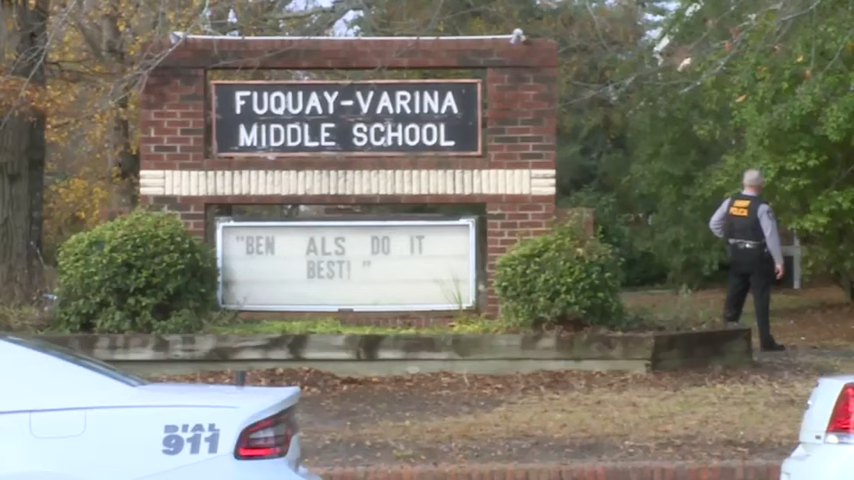 FUQUAY-VARINA
MIDDLE SCHOOL
"BEN ALS DO IT
BEST! "
POLICE
DIAL
911